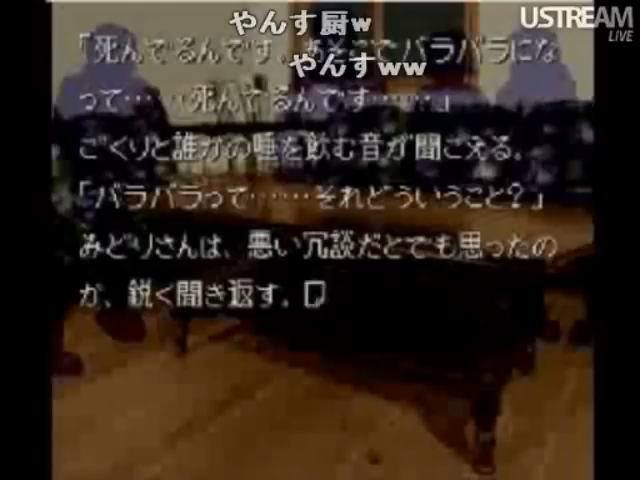 やんす厨w
USTREAM
LIVE
やんすww
「死んでるんです。あそこでバラバラにな
って……死んでるんです……」
ごくりと誰かの唾を飲む音が聞こえる。
「バラバラって……それどういうこと?」
みどりさんは、悪い冗談だとでも思ったの
か、鋭く聞き返す。